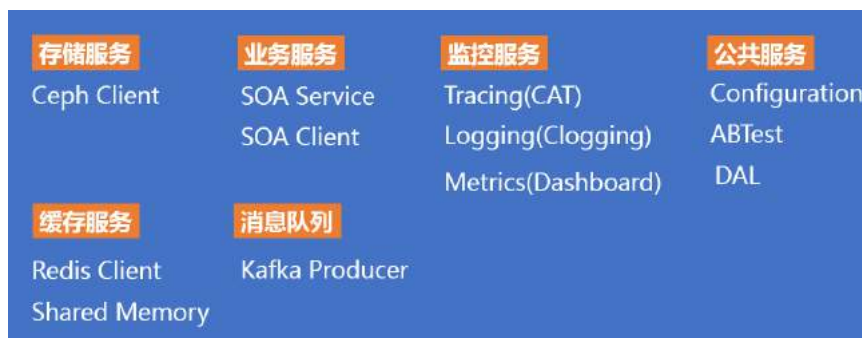 存储服务
Ceph Client
业务服务
SOA Service
SOA Client
监控服务
Tracing(CAT)
Logging(Clogging)
Metrics(Dashboard)
公共服务
Configuration
ABTest
DAL
缓存服务
Redis Client
Shared Memory
消息队列
Kafka Producer